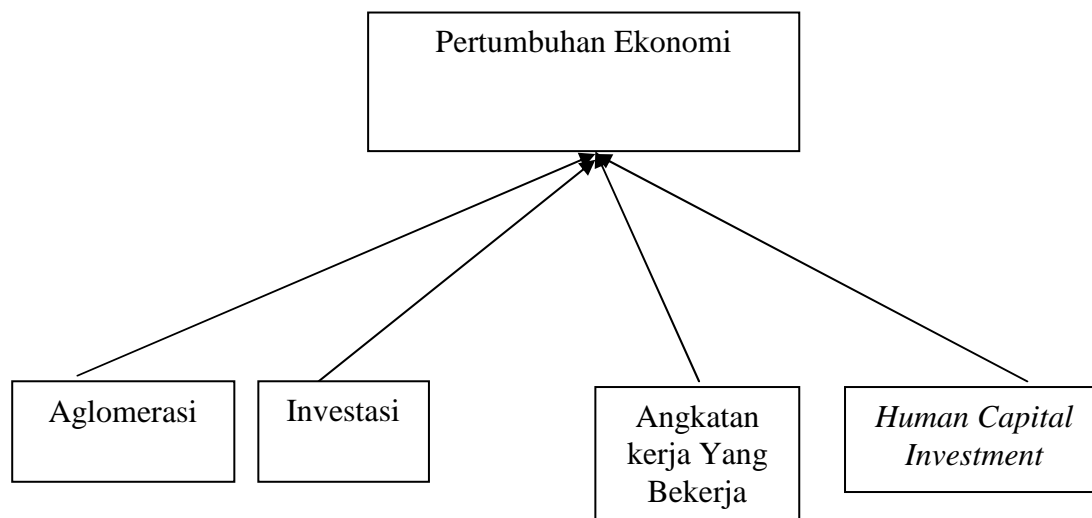 Pertumbuhan Ekonomi
Aglomerasi
Investasi
Angkatan
kerja Yang
Bekerja
Human Capital
Investment